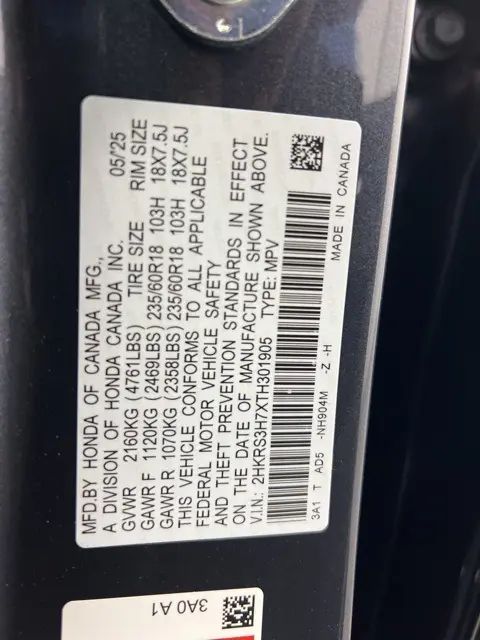 MFD.BY HONDA OF CANADA MFG.,
A DIVISION OF HONDA CANADA INC. 05/'25
GVWR 2160KG (4761LBS) TIRE SIZE RIM SIZE
GAWR F 1120KG (2469LBS) 235/60R18 103H 18X7.5J
GAWR R 1070KG (2358LBS) 235/60R18 103H 18X7.5J
THIS VEHICLE CONFORMS TO ALL APPLICABLE
FEDERAL MOTOR VEHICLE SAFETY
AND THEFT PREVENTION STANDARDS IN EFFECT
ON THE DATE OF MANUFACTURE SHOWN ABOVE.
V.I.N.: 2HKRS3H7XTH301905 TYPE: MPV
3A1 T AD5 -NH904M -Z -H
MADE IN CANADA
3A0 A1